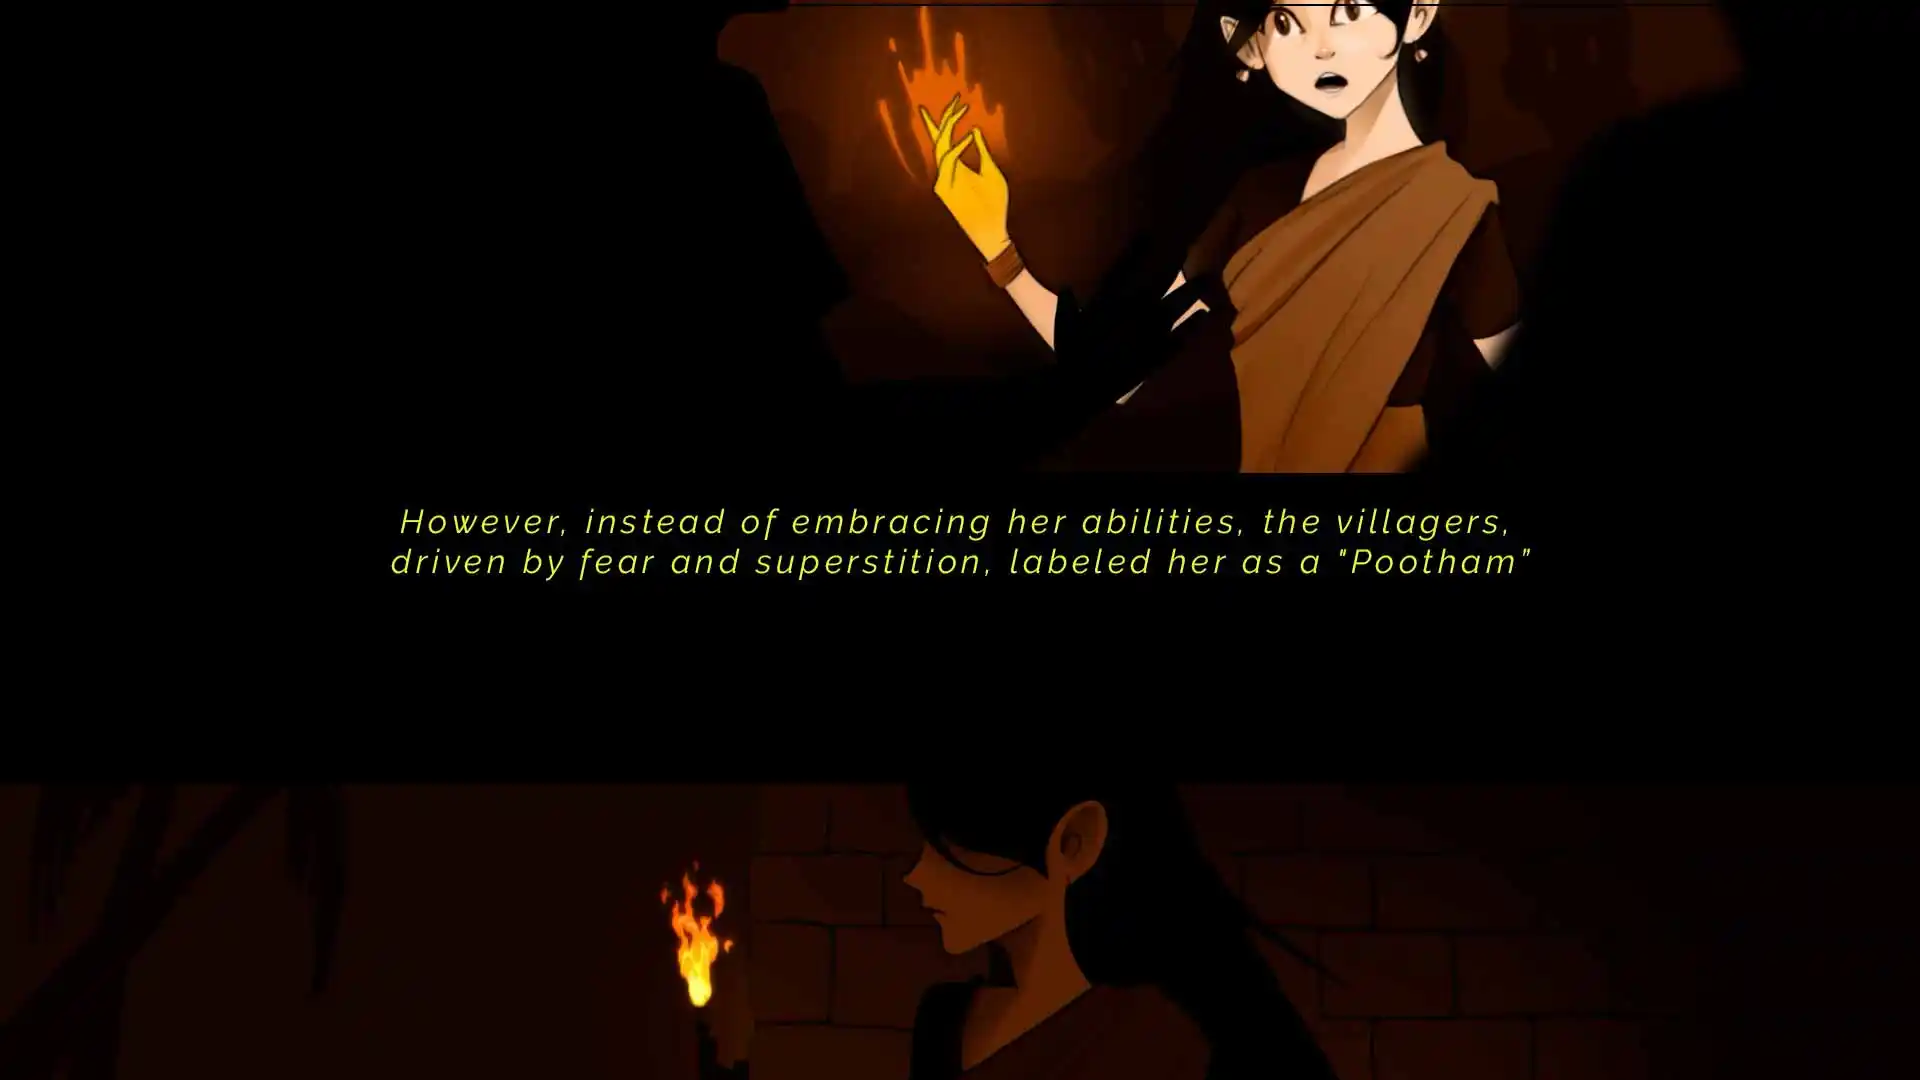 However, instead of embracing her abilities, the villagers,
driven by fear and superstition, labeled her as a "Pootham”